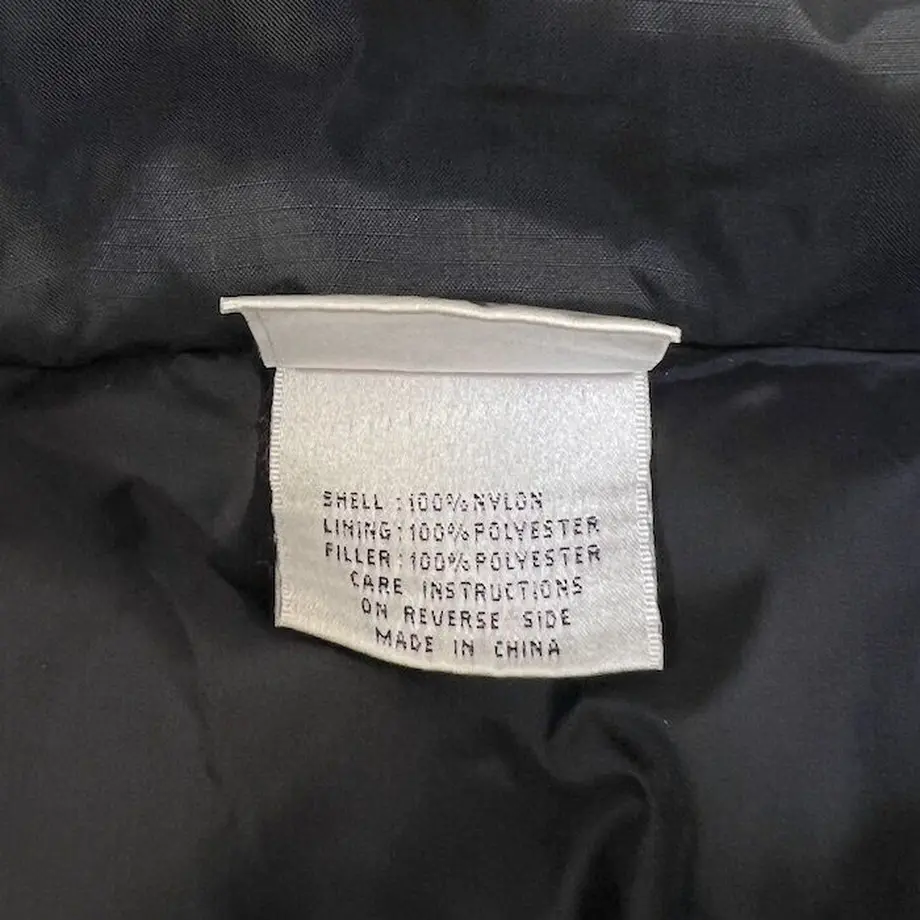 SHELL :100%NYLON
LINING:100%POLYESTER
FILLER:100%POLYESTER
CARE INSTRUCTIONS
ON REVERSE SIDE
MADE IN CHINA